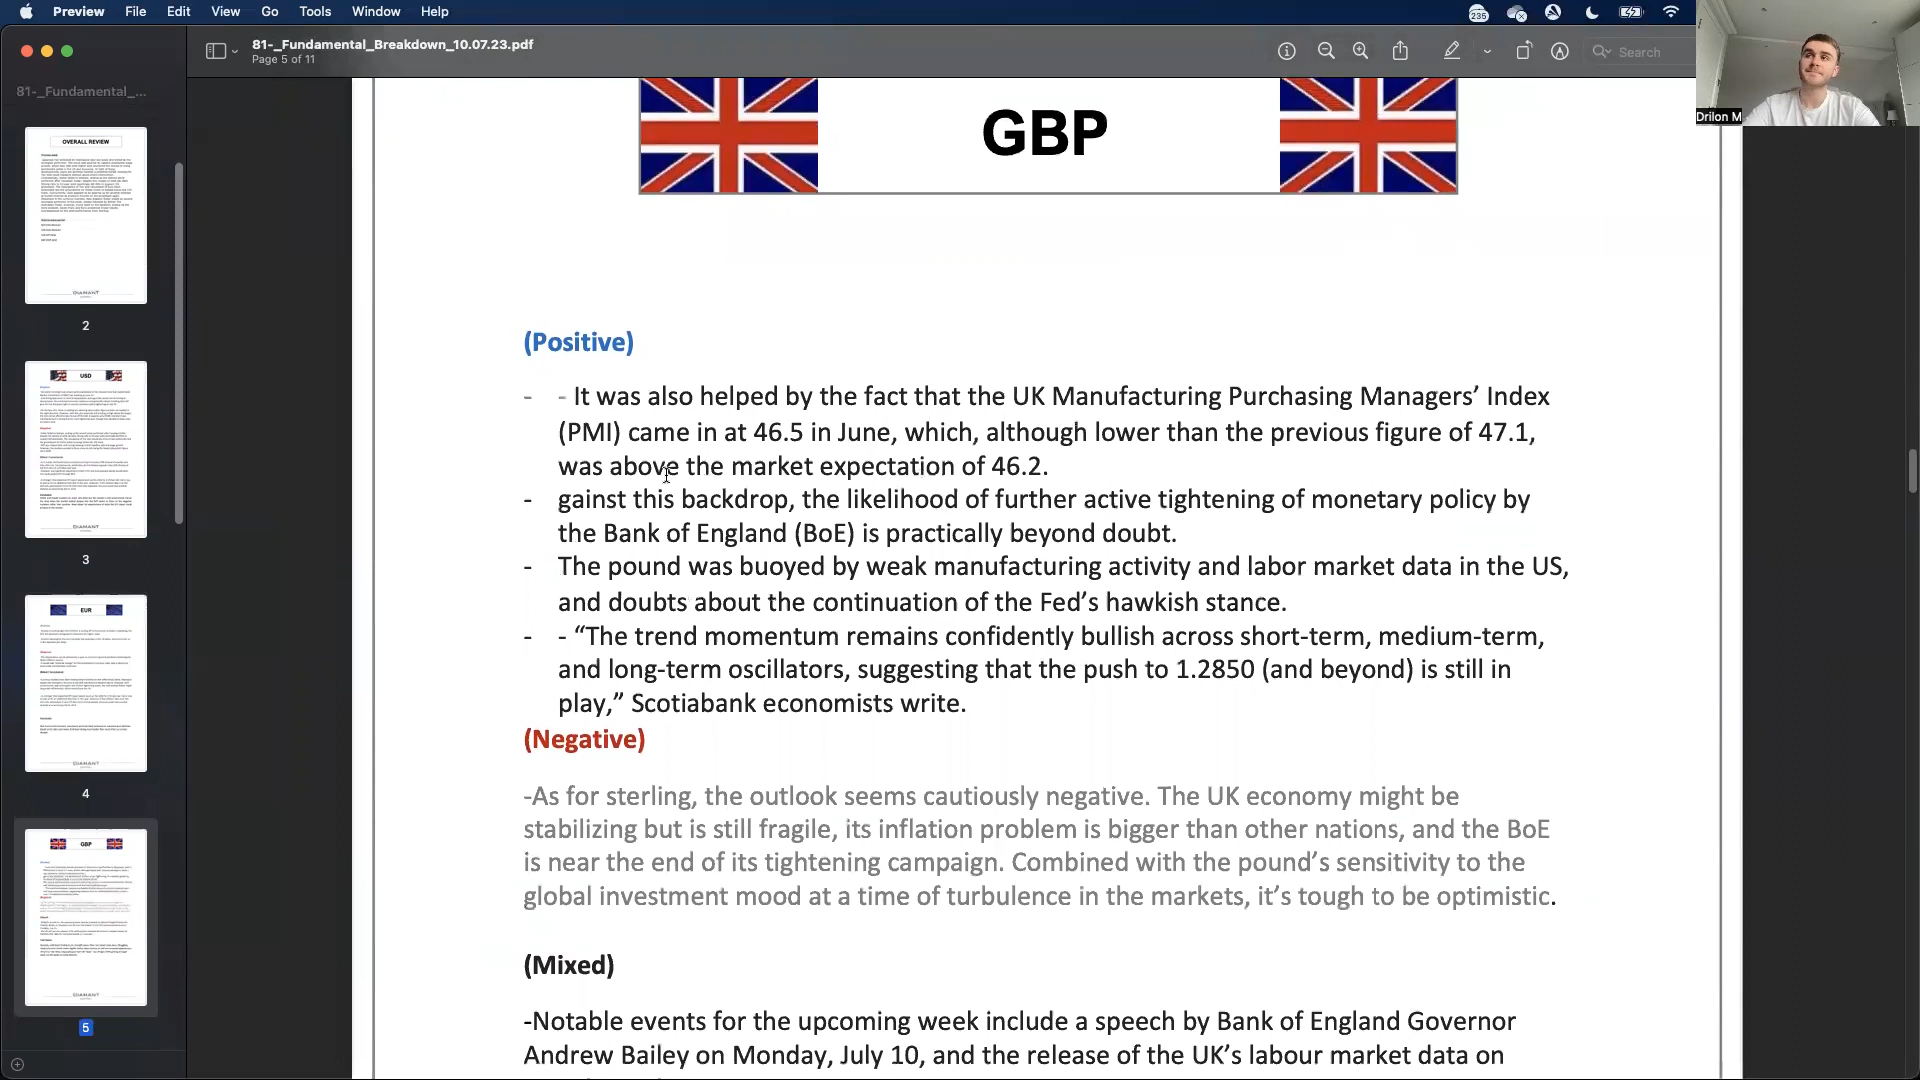 Preview File Edit View Go Tools Window Help
235
81-_Fundamental_Breakdown_10.07.23.pdf
Page 5 of 11
Search
Drilon M
81-_Fundamental_...
OVERALL REVIEW
2
USD
3
EUR
4
GBP
5
GBP
(Positive)
- - It was also helped by the fact that the UK Manufacturing Purchasing Managers’ Index
(PMI) came in at 46.5 in June, which, although lower than the previous figure of 47.1,
was above the market expectation of 46.2.
- gainst this backdrop, the likelihood of further active tightening of monetary policy by
the Bank of England (BoE) is practically beyond doubt.
- The pound was buoyed by weak manufacturing activity and labor market data in the US,
and doubts about the continuation of the Fed’s hawkish stance.
- - “The trend momentum remains confidently bullish across short-term, medium-term,
and long-term oscillators, suggesting that the push to 1.2850 (and beyond) is still in
play,” Scotiabank economists write.
(Negative)
-As for sterling, the outlook seems cautiously negative. The UK economy might be
stabilizing but is still fragile, its inflation problem is bigger than other nations, and the BoE
is near the end of its tightening campaign. Combined with the pound’s sensitivity to the
global investment mood at a time of turbulence in the markets, it’s tough to be optimistic.
(Mixed)
-Notable events for the upcoming week include a speech by Bank of England Governor
Andrew Bailey on Monday, July 10, and the release of the UK’s labour market data on